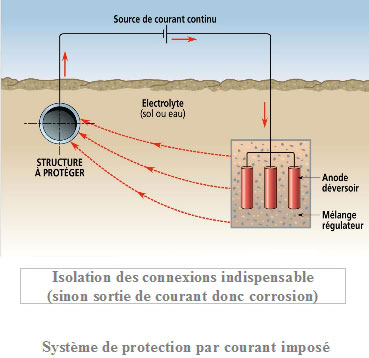 Source de courant continu
Electrolyte
(sol ou eau)
STRUCTURE
À PROTÉGER
Anode
déversoir
Mélange
régulateur
Isolation des connexions indispensable
(sinon sortie de courant donc corrosion)
Système de protection par courant imposé